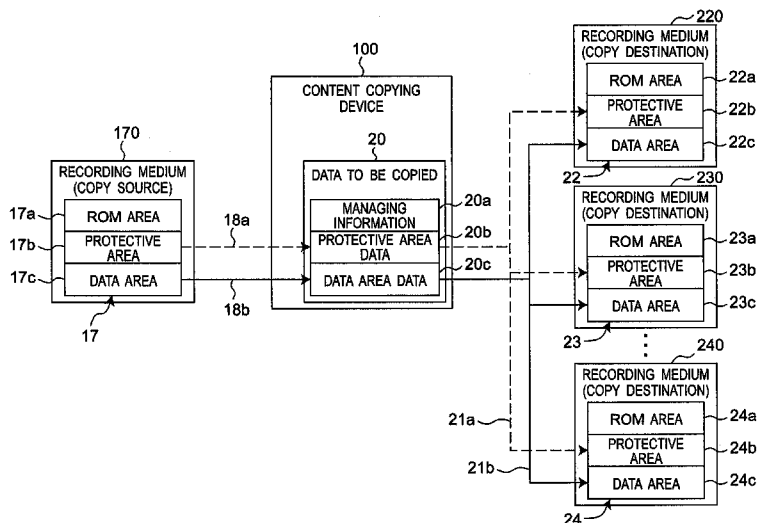 220
RECORDING MEDIUM
(COPY DESTINATION)
ROM AREA
22a
PROTECTIVE
AREA
22b
DATA AREA
22c
22
100
CONTENT COPYING
DEVICE
20
DATA TO BE COPIED
20a
MANAGING
INFORMATION
20b
PROTECTIVE AREA
DATA
20c
DATA AREA DATA
170
RECORDING MEDIUM
(COPY SOURCE)
17a
ROM AREA
17b
PROTECTIVE
AREA
17c
DATA AREA
17
18a
18b
230
RECORDING MEDIUM
(COPY DESTINATION)
ROM AREA
23a
PROTECTIVE
AREA
23b
DATA AREA
23c
23
240
RECORDING MEDIUM
(COPY DESTINATION)
ROM AREA
24a
PROTECTIVE
AREA
24b
DATA AREA
24c
24
21a
21b